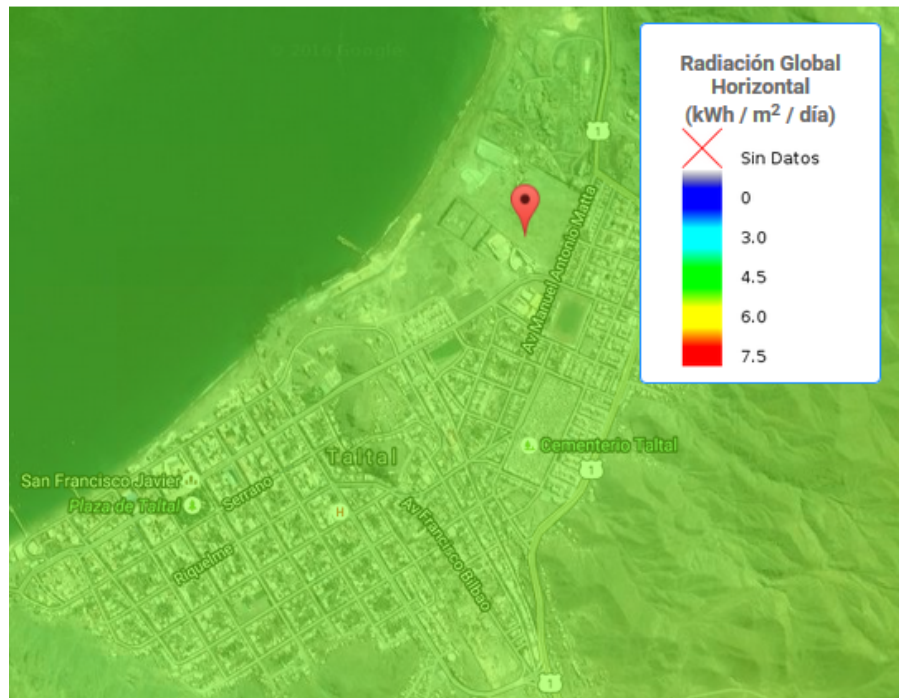 © 2016 Google
Radiación Global
Horizontal
(kWh / m² / día)
Sin Datos
0
3.0
4.5
6.0
7.5
1
Av Manuel Antonio Matta
Taltal
Cementerio Taltal
1
San Francisco Javier
Plaza de Taltal
Serrano
H
Av Francisco Bilbao
Riquelme
1